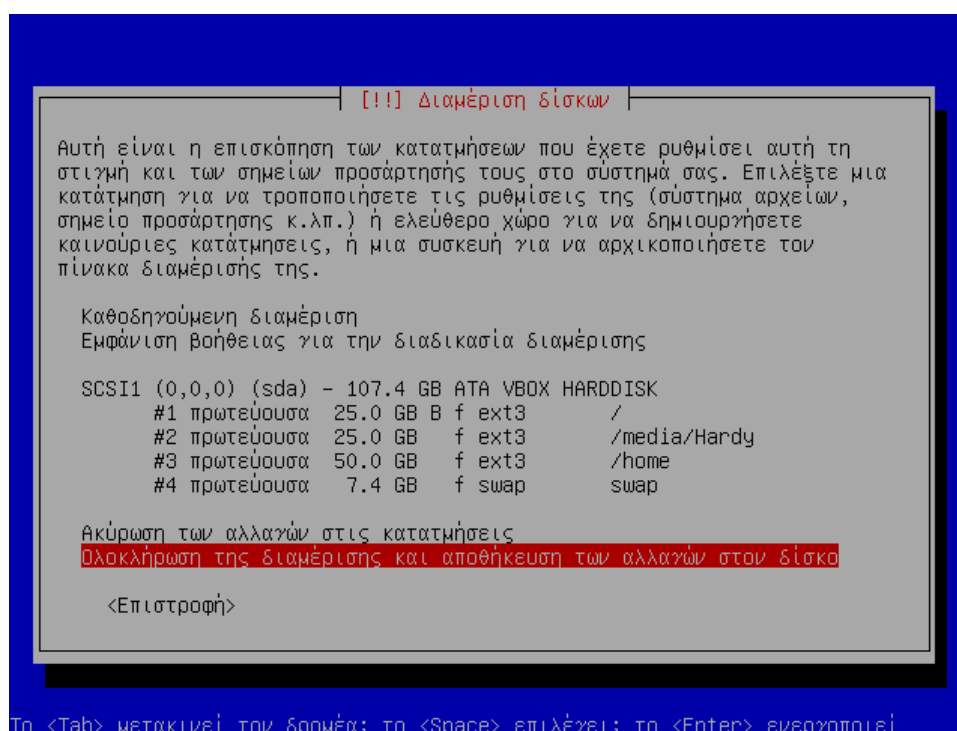 [!!] Διαμέριση δίσκων
Αυτή είναι η επισκόπηση των κατατμήσεων που έχετε ρυθμίσει αυτή τη
στιγμή και των σημείων προσάρτησής τους στο σύστημά σας. Επιλέξτε μια
κατάτμηση για να τροποποιήσετε τις ρυθμίσεις της (σύστημα αρχείων,
σημείο προσάρτησης κ.λπ.) ή ελεύθερο χώρο για να δημιουργήσετε
καινούριες κατάτμησεις, ή μια συσκευή για να αρχικοποιήσετε τον
πίνακα διαμέρισής της.
Καθοδηγούμενη διαμέριση
Εμφάνιση βοήθειας για την διαδικασία διαμέρισης
SCSI1 (0,0,0) (sda) – 107.4 GB ATA VBOX HARDDISK
#1 πρωτεύουσα 25.0 GB B f ext3 /
#2 πρωτεύουσα 25.0 GB f ext3 /media/Hardy
#3 πρωτεύουσα 50.0 GB f ext3 /home
#4 πρωτεύουσα 7.4 GB f swap swap
Ακύρωση των αλλαγών στις κατατμήσεις
Ολοκλήρωση της διαμέρισης και αποθήκευση των αλλαγών στον δίσκο
<Επιστροφή>
Το <Tab> μετακινεί τον δρομέα; το <Space> επιλέγει; το <Enter> ενεργοποιεί